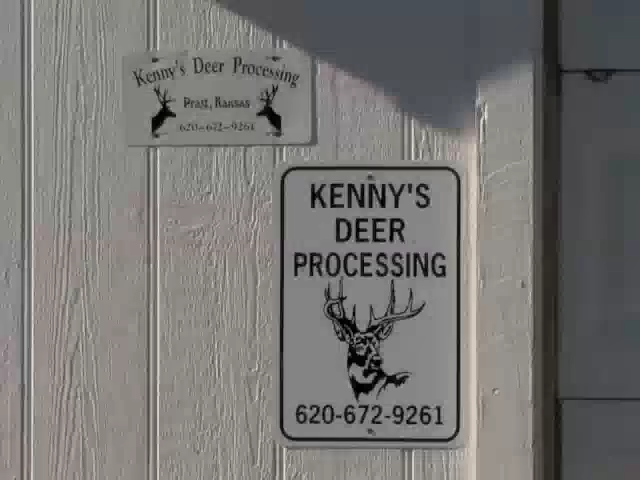 Kenny's Deer Processing
Pratt, Kansas
620-672-9261
KENNY'S
DEER
PROCESSING
620-672-9261